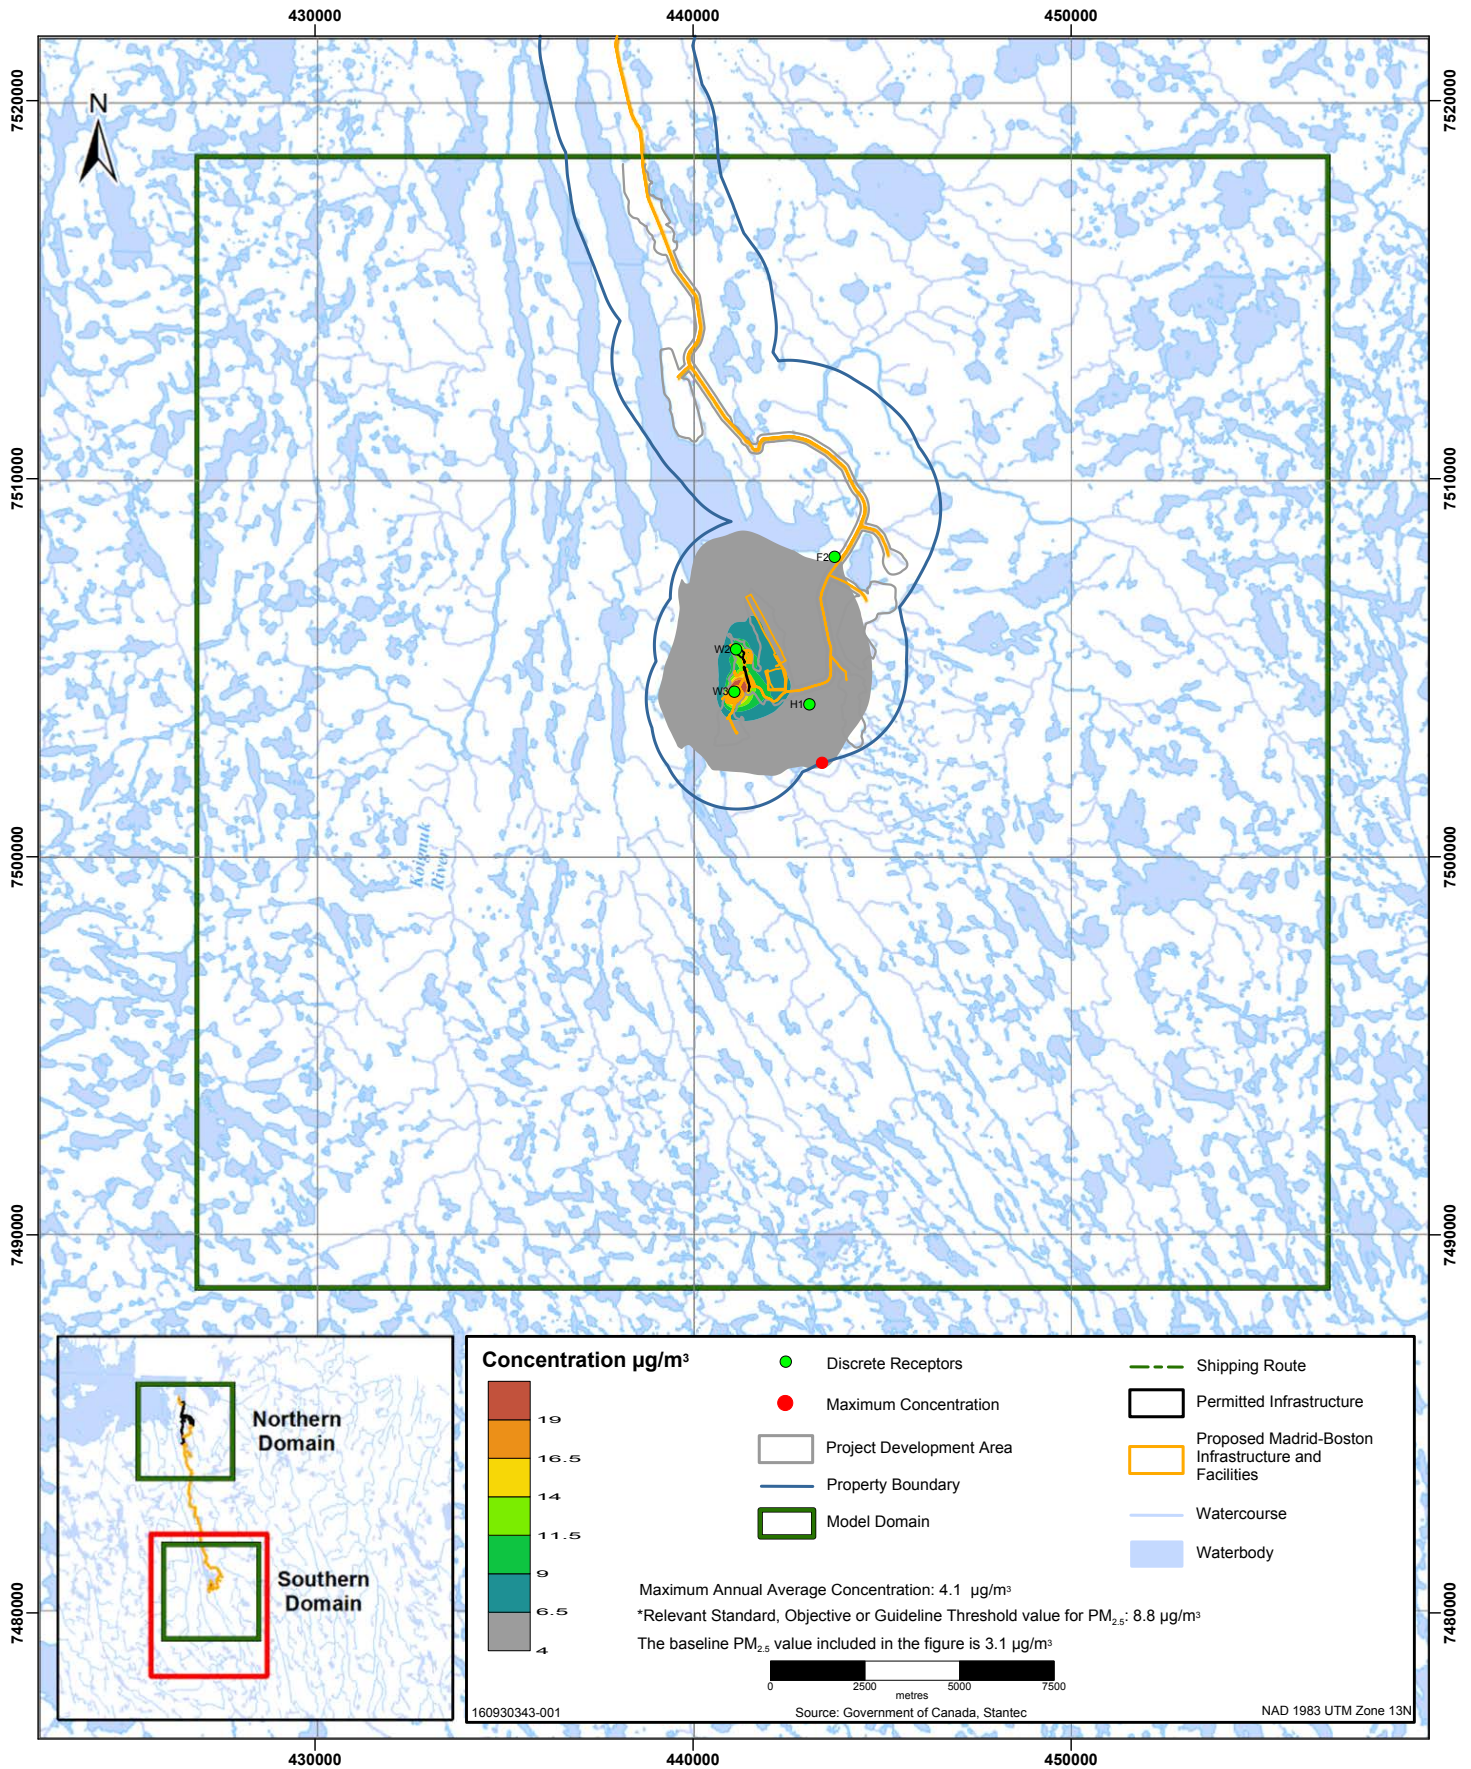 430000
440000
450000
7520000
7520000
N
7510000
7510000
F2
W2
W3
H1
7500000
7500000
Koignuk
River
7490000
7490000
7480000
7480000
Northern
Domain
Southern
Domain
Concentration µg/m³
19
16.5
14
11.5
9
6.5
4
Discrete Receptors
Maximum Concentration
Project Development Area
Property Boundary
Model Domain
Shipping Route
Permitted Infrastructure
Proposed Madrid-Boston
Infrastructure and
Facilities
Watercourse
Waterbody
Maximum Annual Average Concentration: 4.1 µg/m³
*Relevant Standard, Objective or Guideline Threshold value for PM₂.₅: 8.8 µg/m³
The baseline PM₂.₅ value included in the figure is 3.1 µg/m³
0
2500
5000
7500
metres
160930343-001
Source: Government of Canada, Stantec
NAD 1983 UTM Zone 13N
430000
440000
450000